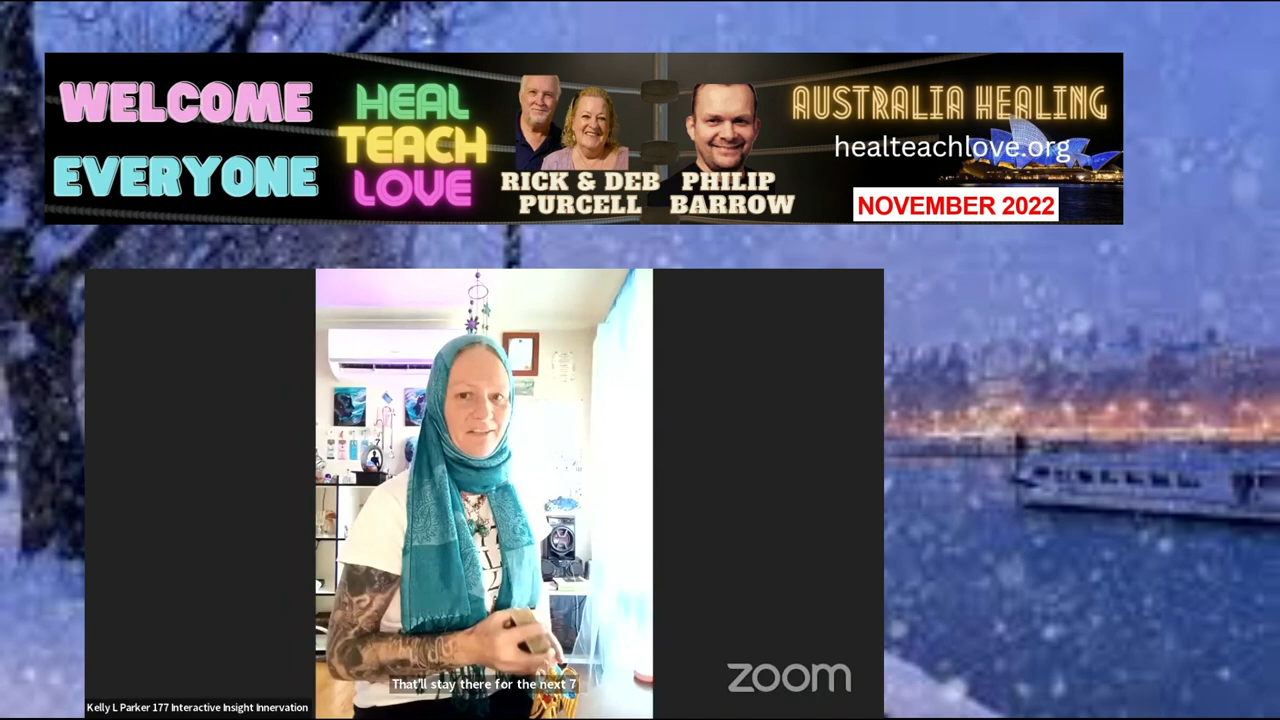 WELCOME
EVERYONE
HEAL
TEACH
LOVE
RICK & DEB
PURCELL
PHILIP
BARROW
AUSTRALIA HEALING
healteachlove.org
NOVEMBER 2022
That'll stay there for the next 7
zoom
Kelly L Parker 177 Interactive Insight Innervation